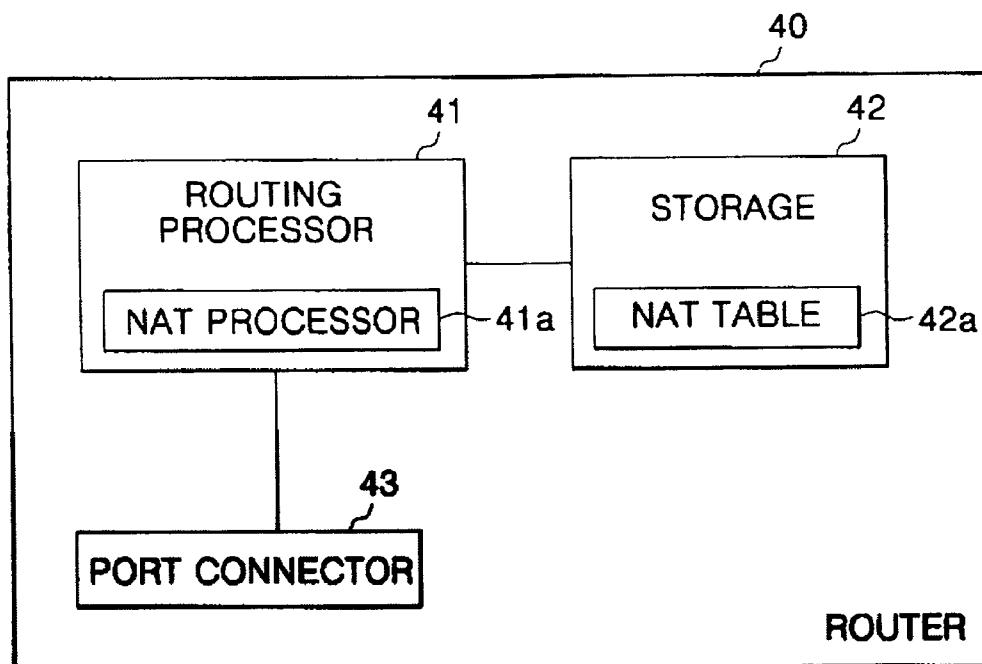 40
41
42
ROUTING
PROCESSOR
STORAGE
NAT PROCESSOR
41a
NAT TABLE
42a
43
PORT CONNECTOR
ROUTER